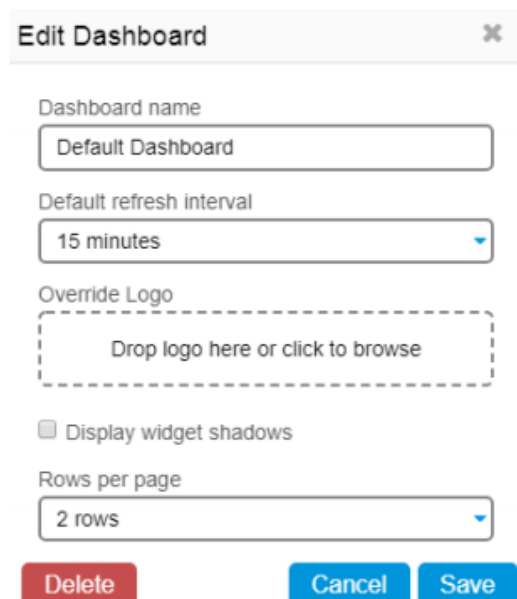 Edit Dashboard
Dashboard name
Default Dashboard
Default refresh interval
15 minutes
Override Logo
Drop logo here or click to browse
Display widget shadows
Rows per page
2 rows
Delete Cancel Save